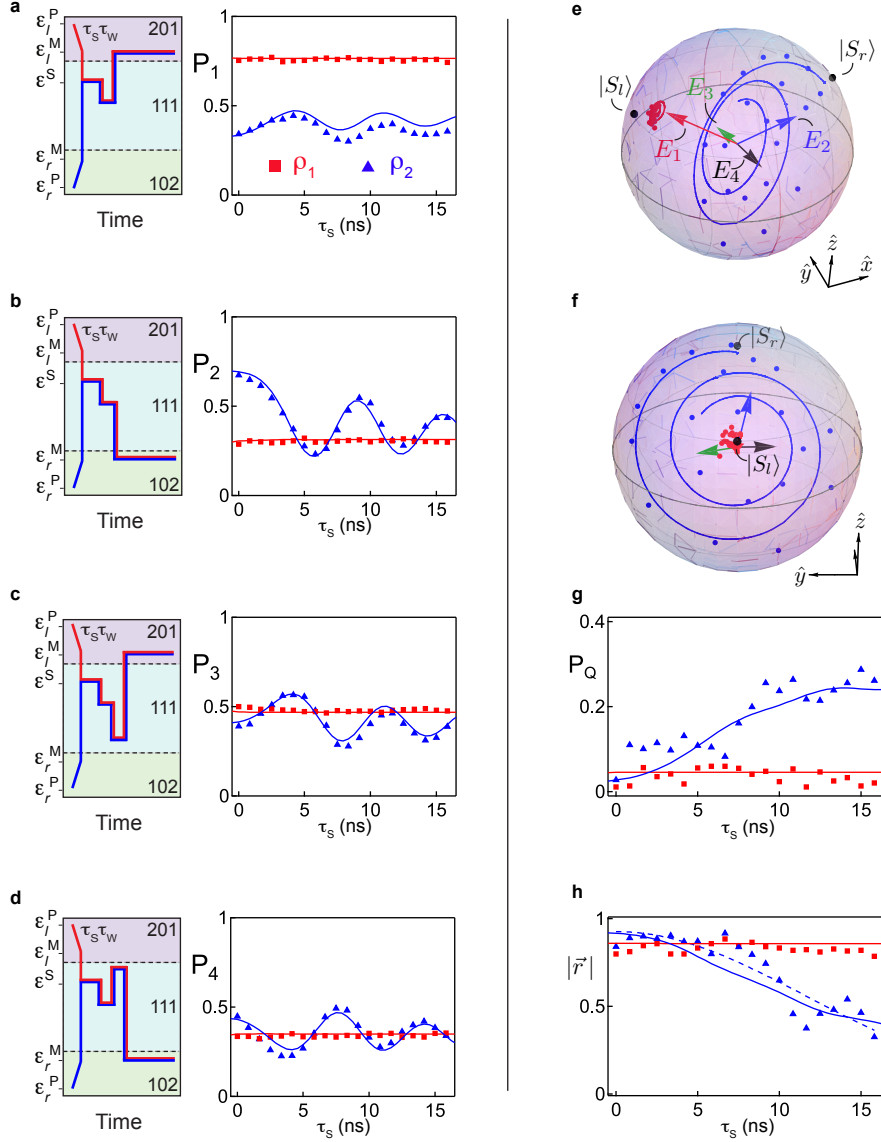 a
ε_l^P
ε_l^M
ε^S
ε_r^M
ε_r^P
τ_S τ_W
201
111
102
Time
P_1
1
0.5
0
0 5 10 15
τ_S (ns)
ρ_1 ρ_2
b
ε_l^P
ε_l^M
ε^S
ε_r^M
ε_r^P
τ_S τ_W
201
111
102
Time
P_2
1
0.5
0
0 5 10 15
τ_S (ns)
c
ε_l^P
ε_l^M
ε^S
ε_r^M
ε_r^P
τ_S τ_W
201
111
102
Time
P_3
1
0.5
0
0 5 10 15
τ_S (ns)
d
ε_l^P
ε_l^M
ε^S
ε_r^M
ε_r^P
τ_S τ_W
201
111
102
Time
P_4
1
0.5
0
0 5 10 15
τ_S (ns)
e
|S_l⟩
|S_r⟩
E_3
E_1
E_2
E_4
ŷ ẑ x̂
f
|S_r⟩
|S_l⟩
ẑ
ŷ
g
P_Q
0.4
0.2
0
0 5 10 15
τ_S (ns)
h
|r⃗|
1
0.5
0
0 5 10 15
τ_S (ns)